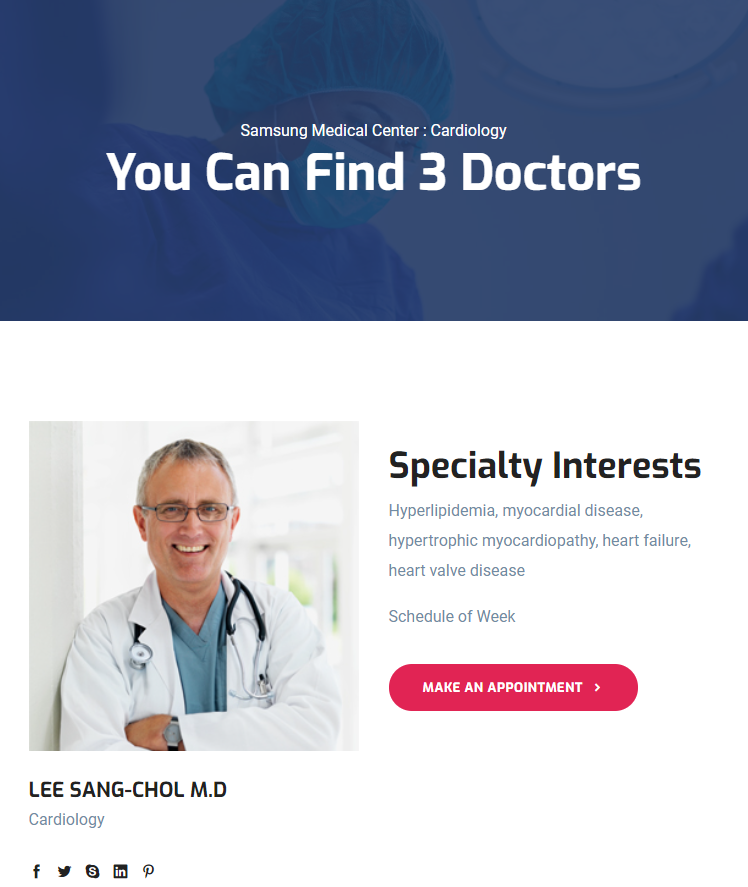 Samsung Medical Center : Cardiology
You Can Find 3 Doctors
Specialty Interests
Hyperlipidemia, myocardial disease,
hypertrophic myocardiopathy, heart failure,
heart valve disease
Schedule of Week
MAKE AN APPOINTMENT
LEE SANG-CHOL M.D
Cardiology